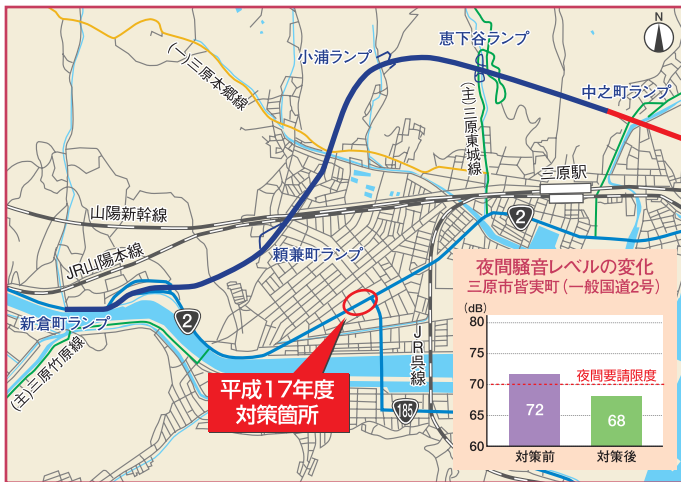 恵下谷ランプ
N
小浦ランプ
(一)三原本郷線
中之町ランプ
(主)三原東城線
三原駅
山陽新幹線
2
JR山陽本線
頼兼町ランプ
新倉町ランプ
2
(主)三原竹原線
JR呉線
平成17年度
対策箇所
185
夜間騒音レベルの変化
三原市皆実町(一般国道2号)
(dB)
80
75
70
65
60
夜間要請限度
72
68
対策前
対策後